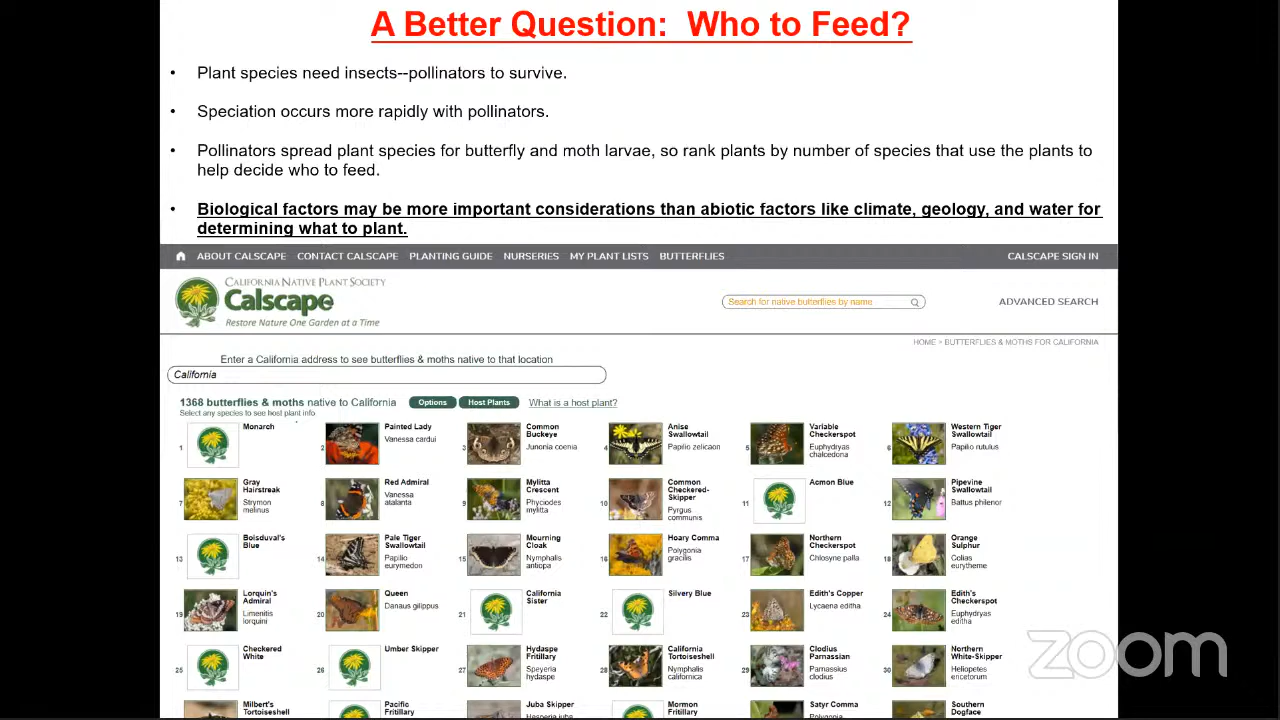 A Better Question:  Who to Feed?
• Plant species need insects--pollinators to survive.
• Speciation occurs more rapidly with pollinators.
• Pollinators spread plant species for butterfly and moth larvae, so rank plants by number of species that use the plants to
help decide who to feed.
• Biological factors may be more important considerations than abiotic factors like climate, geology, and water for
determining what to plant.
ABOUT CALSCAPE CONTACT CALSCAPE PLANTING GUIDE NURSERIES MY PLANT LISTS BUTTERFLIES CALSCAPE SIGN IN
CALIFORNIA NATIVE PLANT SOCIETY
Calscape
Restore Nature One Garden at a Time
Search for native butterflies by name
ADVANCED SEARCH
HOME > BUTTERFLIES & MOTHS FOR CALIFORNIA
Enter a California address to see butterflies & moths native to that location
California
1368 butterflies & moths native to California Options Host Plants What is a host plant?
Select any species to see host plant info
1 Monarch
2 Painted Lady
Vanessa cardui
3 Common
Buckeye
Junonia coenia
4 Anise
Swallowtail
Papilio zelicaon
5 Variable
Checkerspot
Euphydryas
chalcedona
6 Western Tiger
Swallowtail
Papilio rutulus
7 Gray
Hairstreak
Strymon
melinus
8 Red Admiral
Vanessa
atalanta
9 Mylitta
Crescent
Phyciodes
mylitta
10 Common
Checkered-
Skipper
Pyrgus
communis
11 Acmon Blue
12 Pipevine
Swallowtail
Battus philenor
13 Boisduval's
Blue
14 Pale Tiger
Swallowtail
Papilio
eurymedon
15 Mourning
Cloak
Nymphalis
antiopa
16 Hoary Comma
Polygonia
gracilis
17 Northern
Checkerspot
Chlosyne palla
18 Orange
Sulphur
Colias
eurytheme
19 Lorquin's
Admiral
Limenitis
lorquini
20 Queen
Danaus gilippus
21 California
Sister
22 Silvery Blue
23 Edith's Copper
Lycaena editha
24 Edith's
Checkerspot
Euphydryas
editha
25 Checkered
White
26 Umber Skipper
27 Hydaspe
Fritillary
Speyeria
hydaspe
28 California
Tortoiseshell
Nymphalis
californica
29 Clodius
Parnassian
Parnassius
clodius
30 Northern
White-Skipper
Heliopetes
ericetorum
Milbert's
Tortoiseshell
Pacific
Fritillary
Juba Skipper
Hesperia juba
Mormon
Fritillary
Satyr Comma
Polygonia
Southern
Dogface
zoom